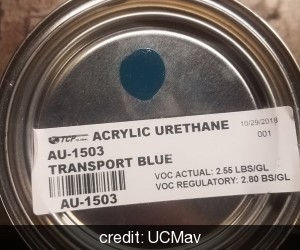 TCP ACRYLIC URETHANE 10/29/2018
001
AU-1503
TRANSPORT BLUE
VOC ACTUAL: 2.55 LBS/GL
VOC REGULATORY: 2.80 BS/GL
AU-1503
credit: UCMav